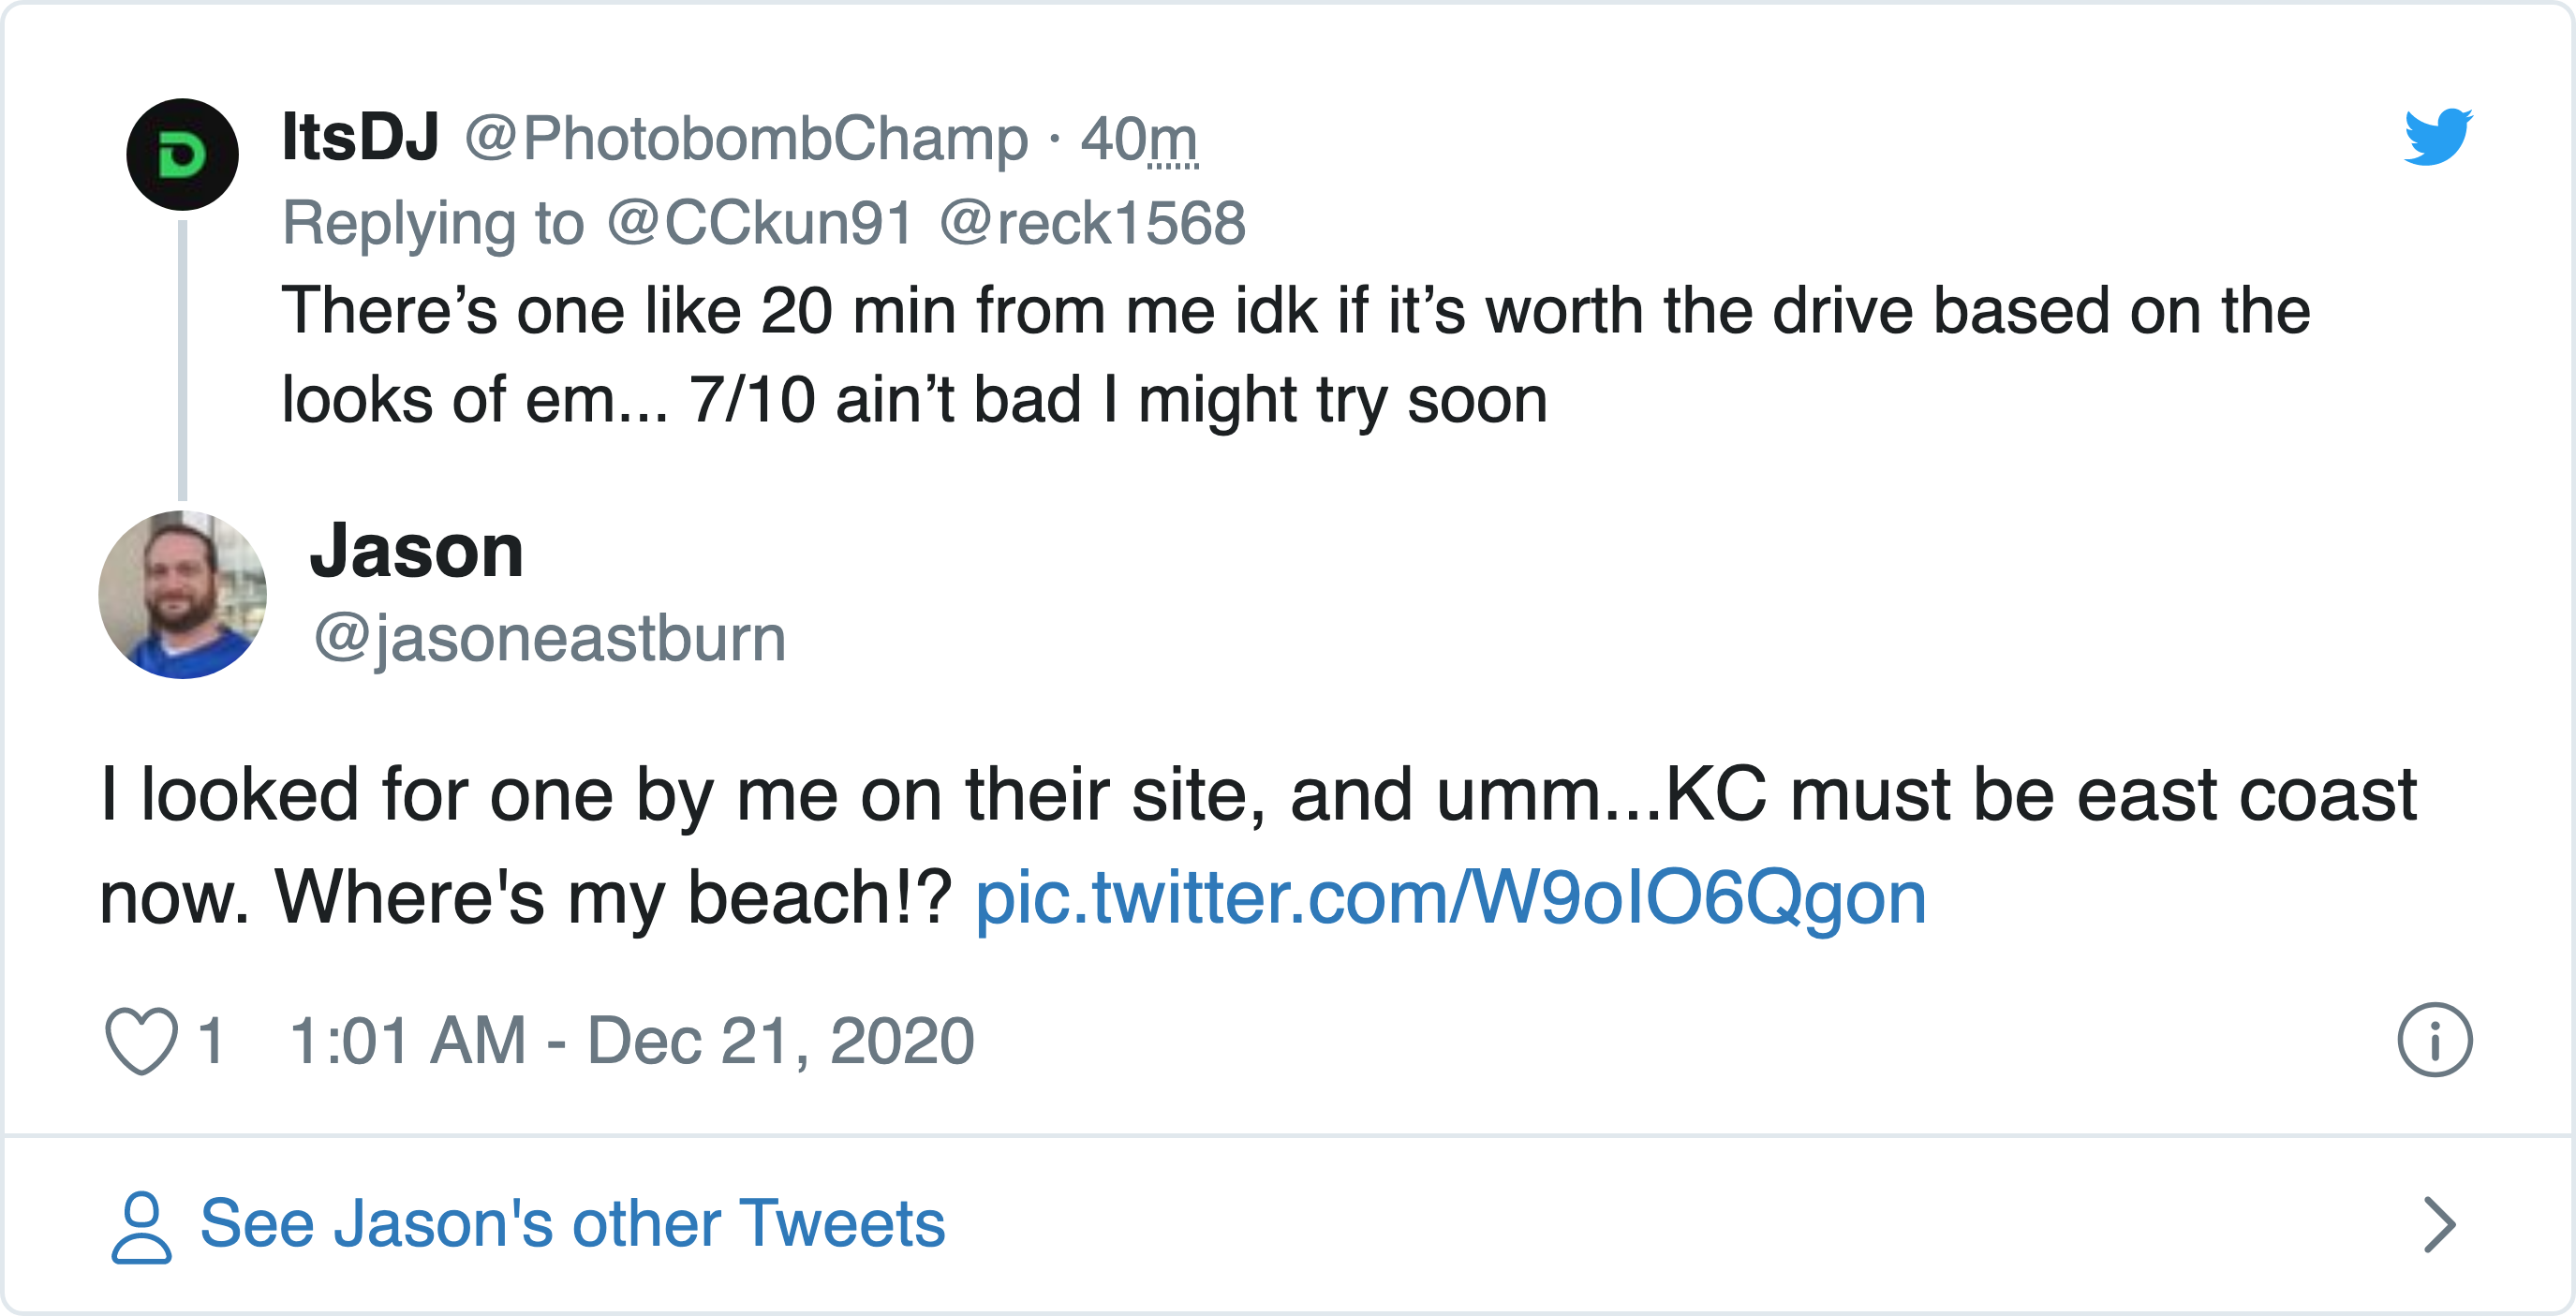 ItsDJ @PhotobombChamp · 40m
Replying to @CCkun91 @reck1568
There’s one like 20 min from me idk if it’s worth the drive based on the
looks of em... 7/10 ain’t bad I might try soon
Jason
@jasoneastburn
I looked for one by me on their site, and umm...KC must be east coast
now. Where's my beach!? pic.twitter.com/W9oIO6Qgon
1 1:01 AM - Dec 21, 2020
See Jason's other Tweets